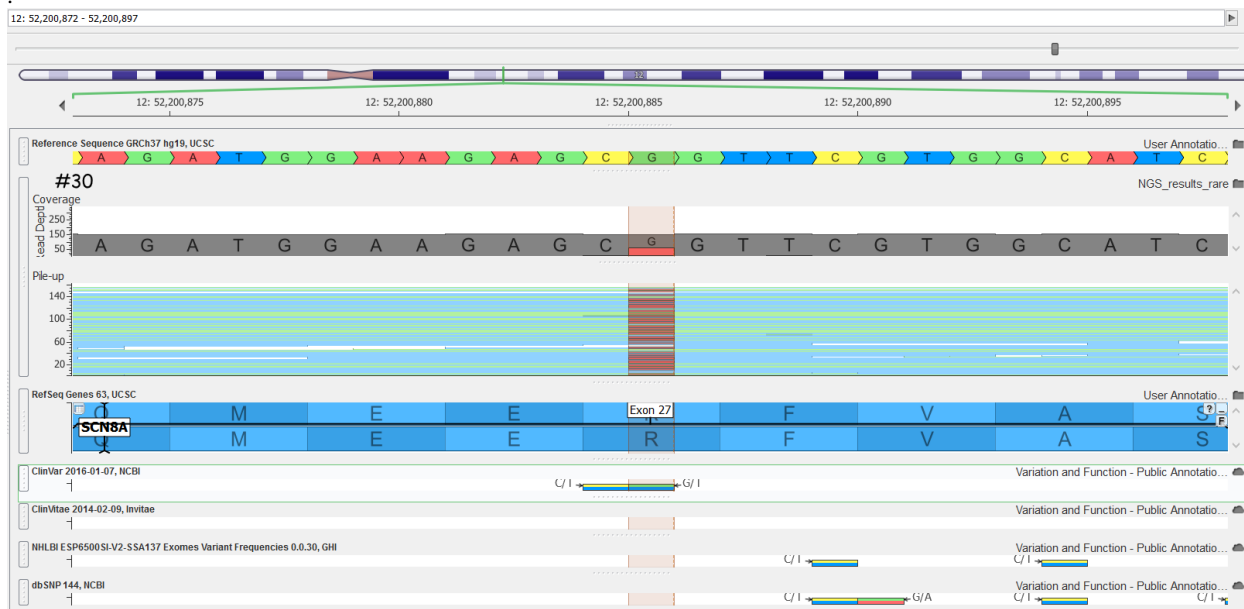 .
12: 52,200,872 - 52,200,897
12
12: 52,200,875 12: 52,200,880 12: 52,200,885 12: 52,200,890 12: 52,200,895
Reference Sequence GRCh37 hg19, UCSC
User Annotatio...
A G A T G G A A G A G C G G T T C G T G G C A T C
#30
NGS_results_rare
Coverage
250
150
50
A G A T G G A A G A G C G G T T C G T G G C A T C
Pile-up
140
100
60
20
RefSeq Genes 63, UCSC
User Annotatio...
Q M E E Exon 27 F V A S ? _
SCN8A
F
Q M E E R F V A S
ClinVar 2016-01-07, NCBI
Variation and Function - Public Annotatio...
C/T G/T
ClinVitae 2014-02-09, Invitae
Variation and Function - Public Annotatio...
NHLBI ESP6500SI-V2-SSA137 Exomes Variant Frequencies 0.0.30, GHI
Variation and Function - Public Annotatio...
C/T C/T
dbSNP 144, NCBI
Variation and Function - Public Annotatio...
C/T G/A C/T C/T